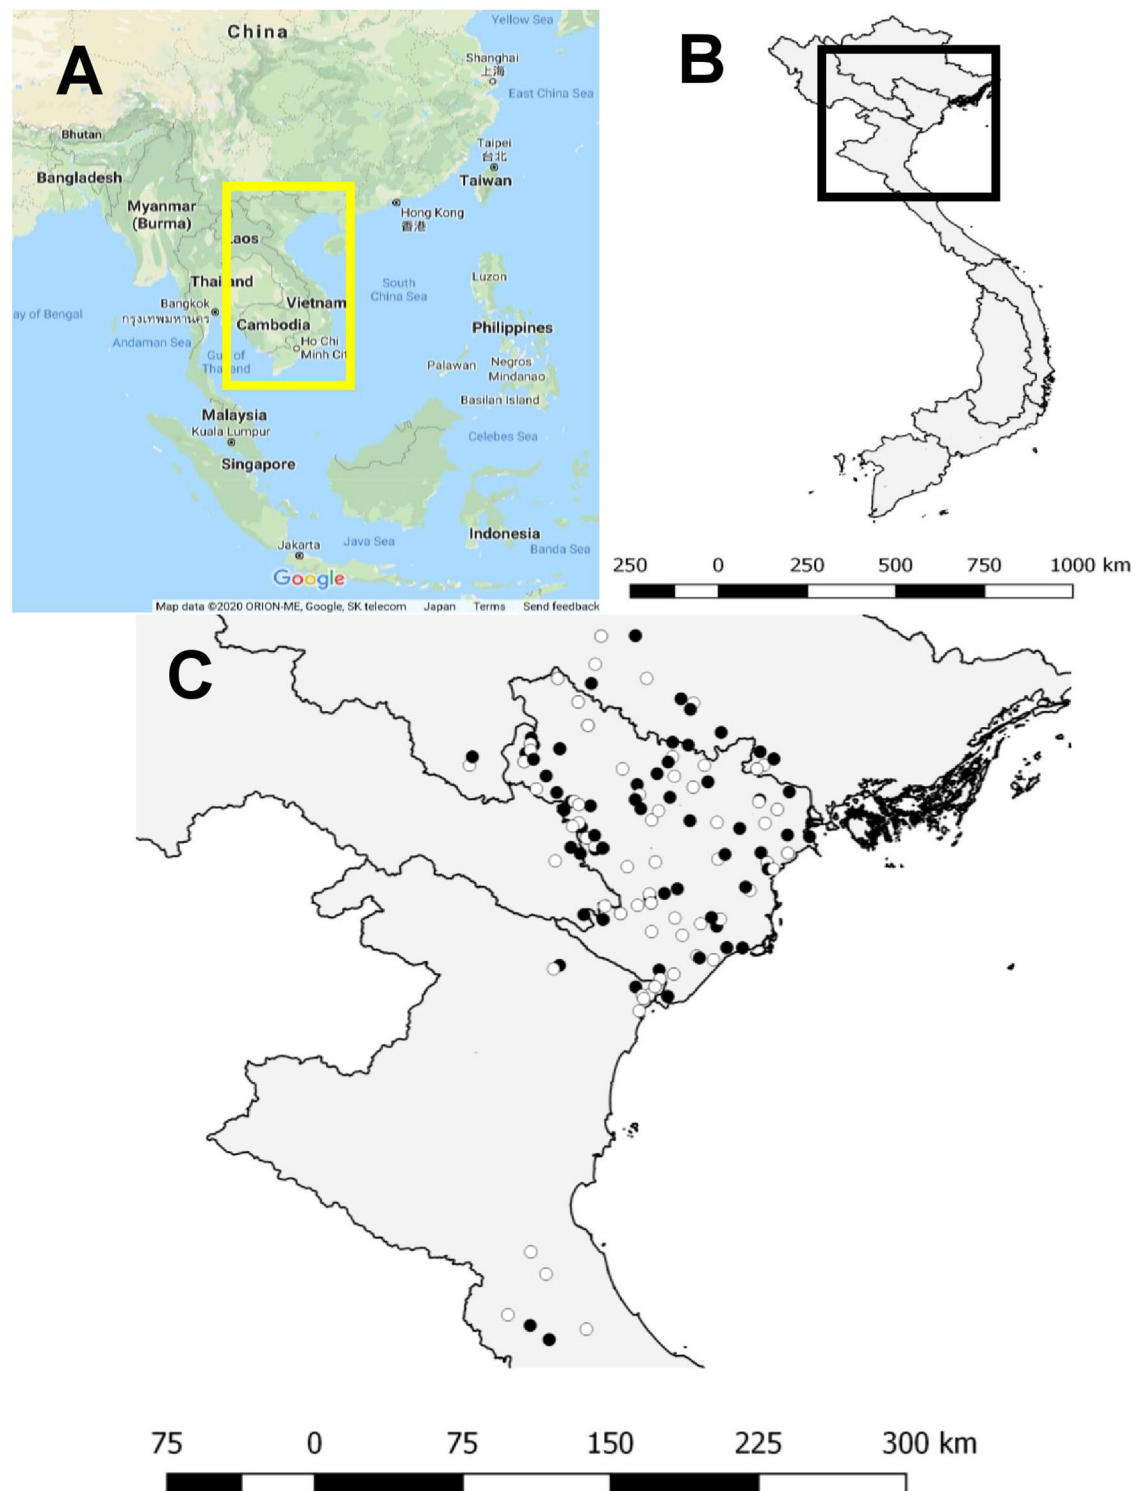 A
China
Yellow Sea
Shanghai
上海
East China Sea
Bhutan
Bangladesh
Taipei
台北
Taiwan
Myanmar
(Burma)
Hong Kong
香港
Laos
Thailand
Luzon
South
China Sea
Bangkok
กรุงเทพมหานคร
Vietnam
ay of Bengal
Cambodia
Philippines
Andaman Sea
Ho Chi
Minh Cit
Gulf of
Thailand
Palawan
Negros
Mindanao
Basilan Island
Malaysia
Kuala Lumpur
Celebes Sea
Singapore
Indonesia
Jakarta
Java Sea
Banda Sea
Google
Map data ©2020 ORION-ME, Google, SK telecom Japan Terms Send feedback
B
250 0 250 500 750 1000 km
C
75 0 75 150 225 300 km